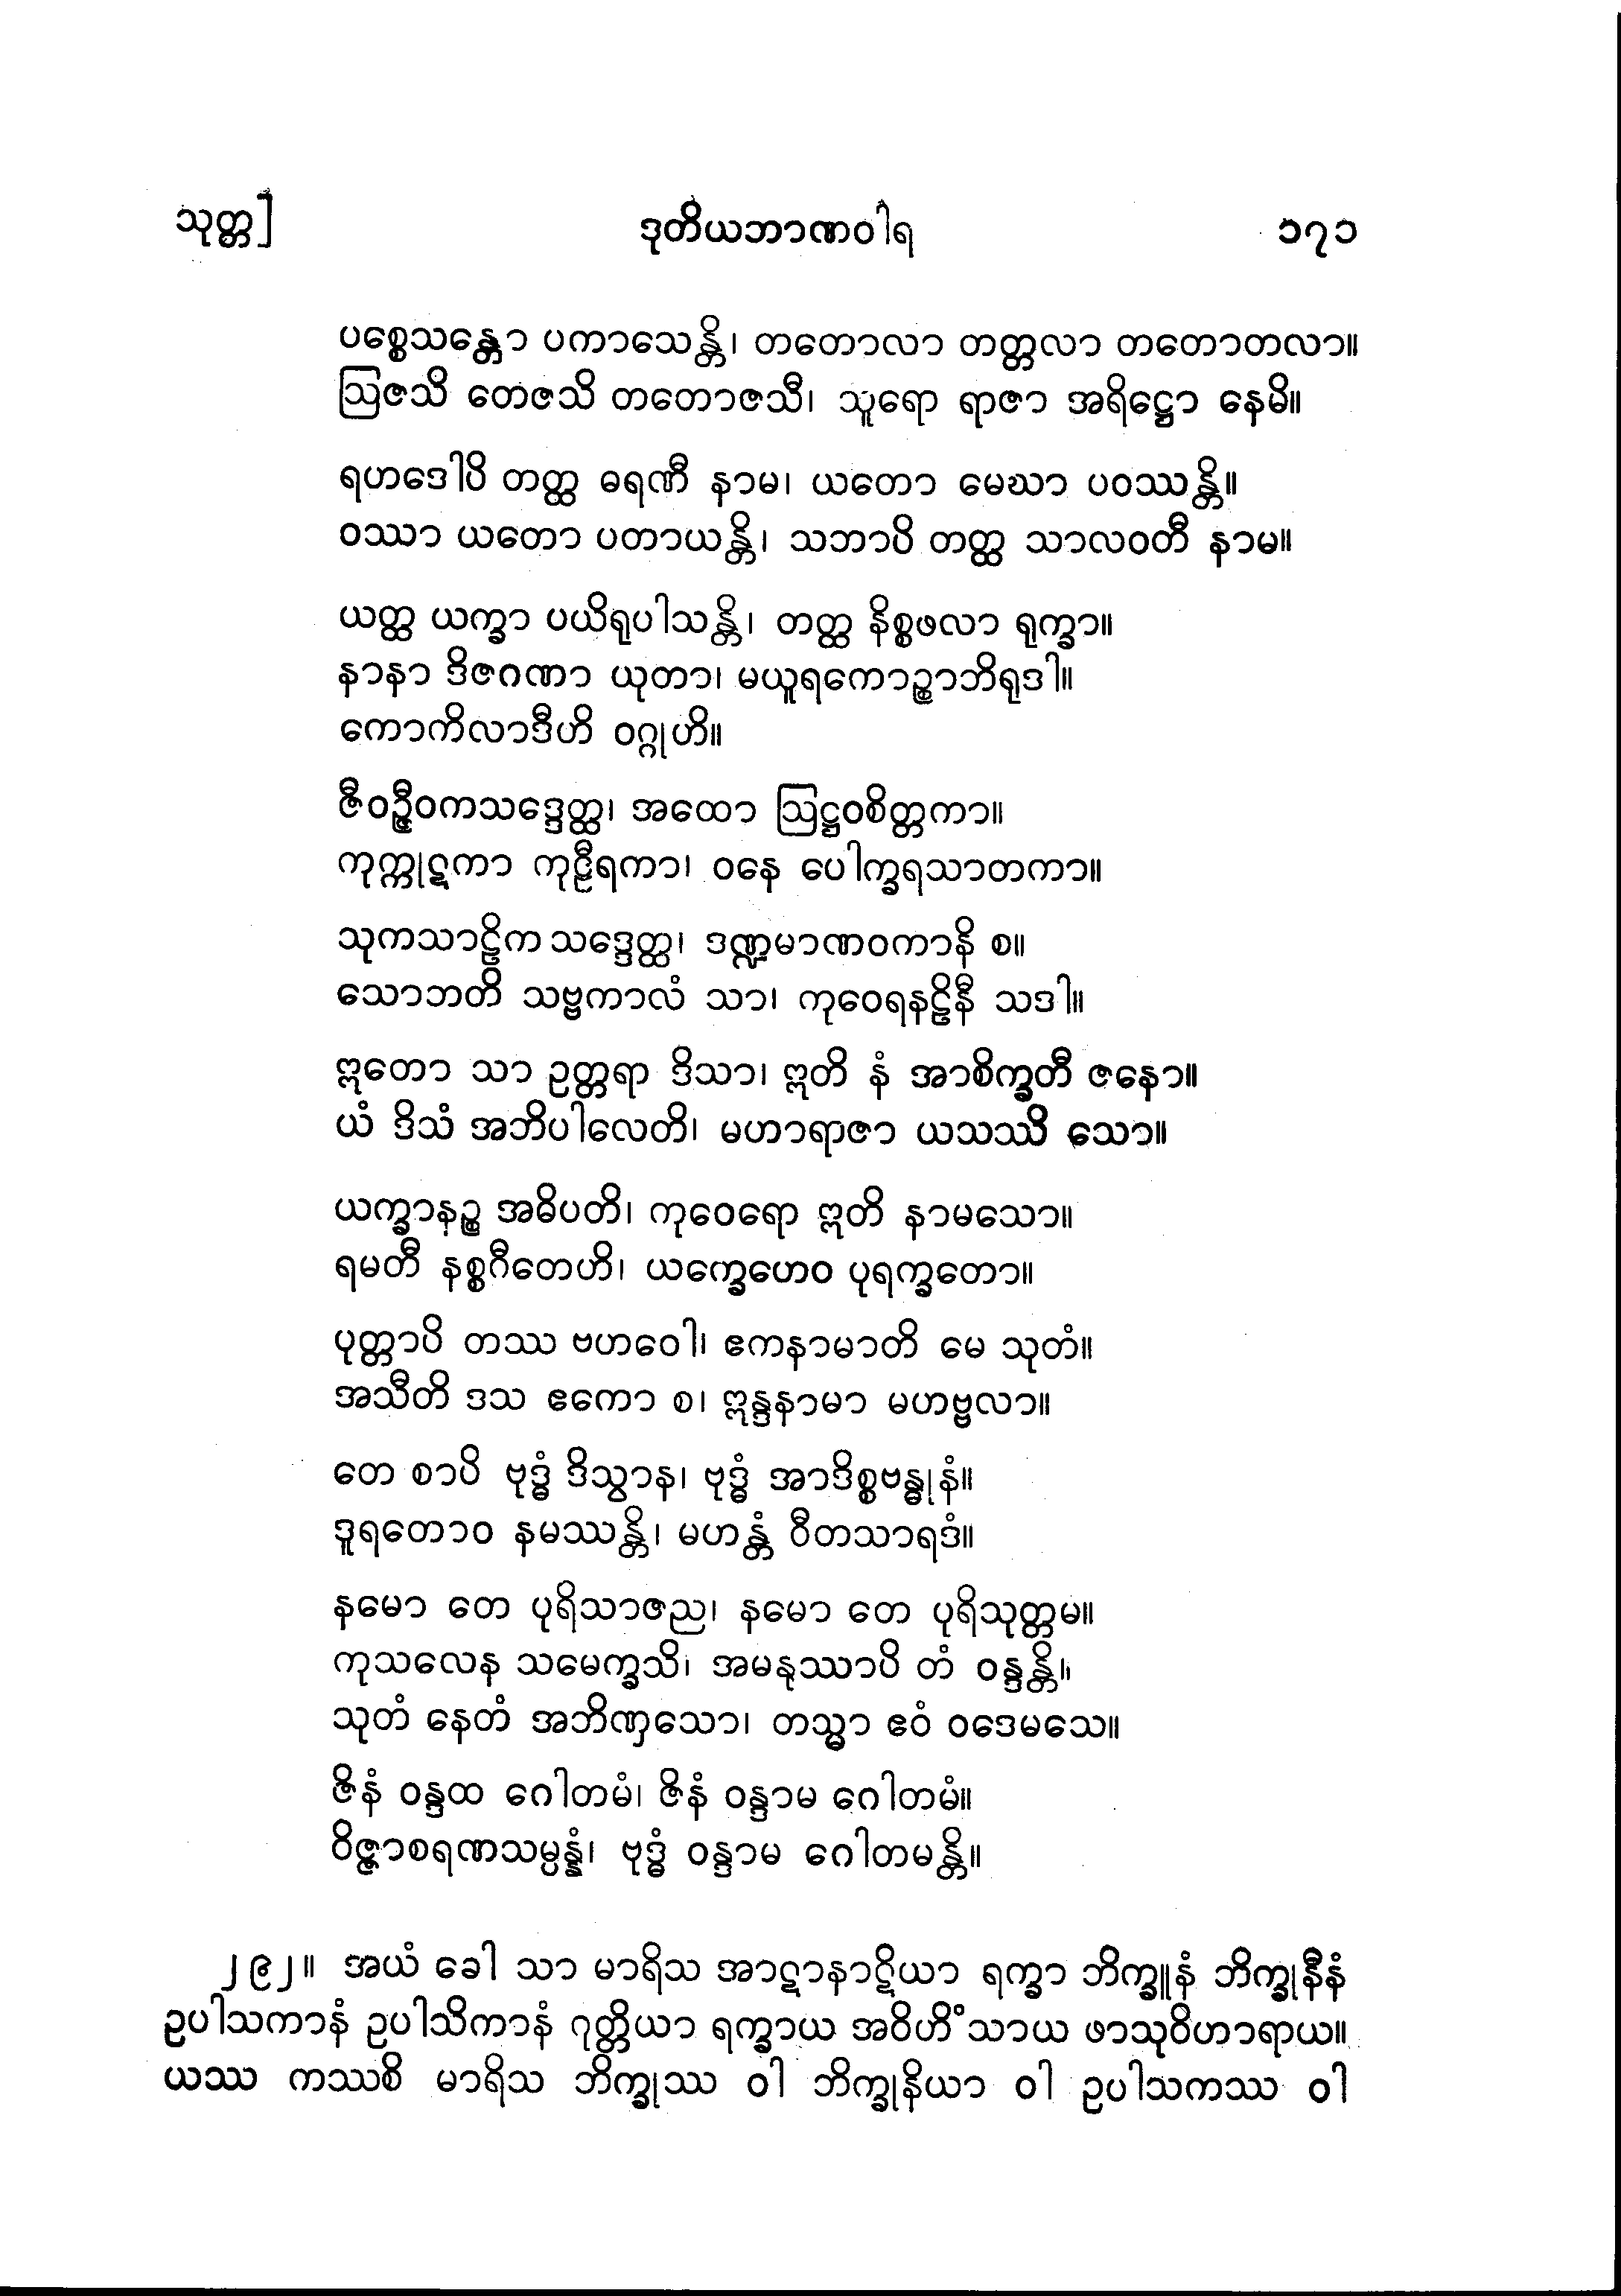 သုတ္တ]
ဒုတိယဘာဏဝါရ
၁၇၁
ပစ္စေသန္တော ပကာသေန္တိ၊ တတောလာ တတ္တလာ တတောတလာ။
ဩဇသိ တေဇသိ တတောဇသီ၊ သူရော ရာဇာ အရိဋ္ဌော နေမိ။
ရဟဒေါပိ တတ္ထ ဓရဏီ နာမ၊ ယတော မေဃာ ပဝဿန္တိ။
ဝဿာ ယတော ပတာယန္တိ၊ သဘာပိ တတ္ထ သာလဝတီ နာမ။
ယတ္ထ ယက္ခာ ပယိရုပါသန္တိ၊ တတ္ထ နိစ္စဖလာ ရုက္ခာ။
နာနာ ဒိဇဂဏာ ယုတာ၊ မယူရကောဉ္စာဘိရုဒါ။
ကောကိလာဒီဟိ ဝဂ္ဂုဟိ။
ဇီဝဉ္ဇီဝကသဒ္ဒေတ္ထ၊ အထော ဩဋ္ဌဝစိတ္တကာ။
ကုက္ကုဋကာ ကုဠီရကာ၊ ဝနေ ပေါက္ခရသာတကာ။
သုကသာဠိက သဒ္ဒေတ္ထ၊ ဒဏ္ဍမာဏဝကာနိ စ။
သောဘတိ သဗ္ဗကာလံ သာ၊ ကုဝေရနဠိနီ သဒါ။
ဣတော သာ ဥတ္တရာ ဒိသာ၊ ဣတိ နံ အာစိက္ခတီ ဇနော။
ယံ ဒိသံ အဘိပါလေတိ၊ မဟာရာဇာ ယသဿိ သော။
ယက္ခာနဉ္စ အဓိပတိ၊ ကုဝေရော ဣတိ နာမသော။
ရမတီ နစ္စဂီတေဟိ၊ ယက္ခေဟေဝ ပုရက္ခတော။
ပုတ္တာပိ တဿ ဗဟဝေါ၊ ဧကနာမာတိ မေ သုတံ။
အသီတိ ဒသ ဧကော စ၊ ဣန္ဒနာမာ မဟဗ္ဗလာ။
တေ စာပိ ဗုဒ္ဓံ ဒိသွာန၊ ဗုဒ္ဓံ အာဒိစ္စဗန္ဓုနံ။
ဒူရတောဝ နမဿန္တိ၊ မဟန္တံ ဝီတသာရဒံ။
နမော တေ ပုရိသာဇည၊ နမော တေ ပုရိသုတ္တမ။
ကုသလေန သမေက္ခသိ၊ အမနုဿာပိ တံ ဝန္ဒန္တိ။
သုတံ နေတံ အဘိဏှသော၊ တသ္မာ ဧဝံ ဝဒေမသေ။
ဇိနံ ဝန္ဒထ ဂေါတမံ၊ ဇိနံ ဝန္ဒာမ ဂေါတမံ။
ဝိဇ္ဇာစရဏသမ္ပန္နံ၊ ဗုဒ္ဓံ ဝန္ဒာမ ဂေါတမန္တိ။
၂၉၂။ အယံ ခေါ သာ မာရိသ အာဋာနာဋိယာ ရက္ခာ ဘိက္ခူနံ ဘိက္ခုနီနံ
ဥပါသကာနံ ဥပါသိကာနံ ဂုတ္တိယာ ရက္ခာယ အဝိဟိံသာယ ဖာသုဝိဟာရာယ။
ယဿ ကဿစိ မာရိသ ဘိက္ခုဿ ဝါ ဘိက္ခုနိယာ ဝါ ဥပါသကဿ ဝါ